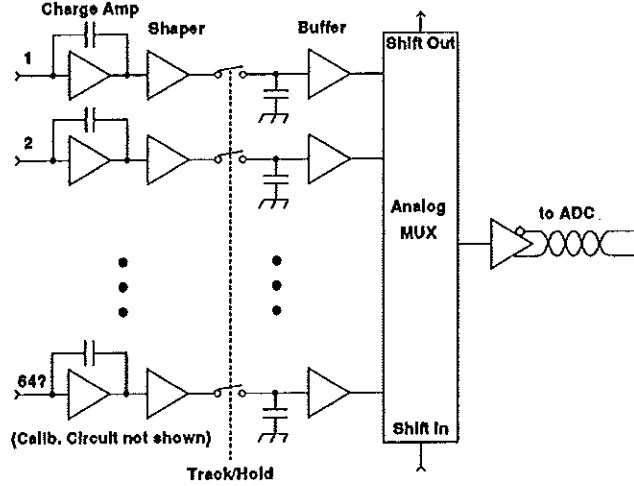 Charge Amp
Shaper
Buffer
Shift Out
1
2
Analog
MUX
to ADC
64?
(Calib. Circuit not shown)
Shift In
Track/Hold